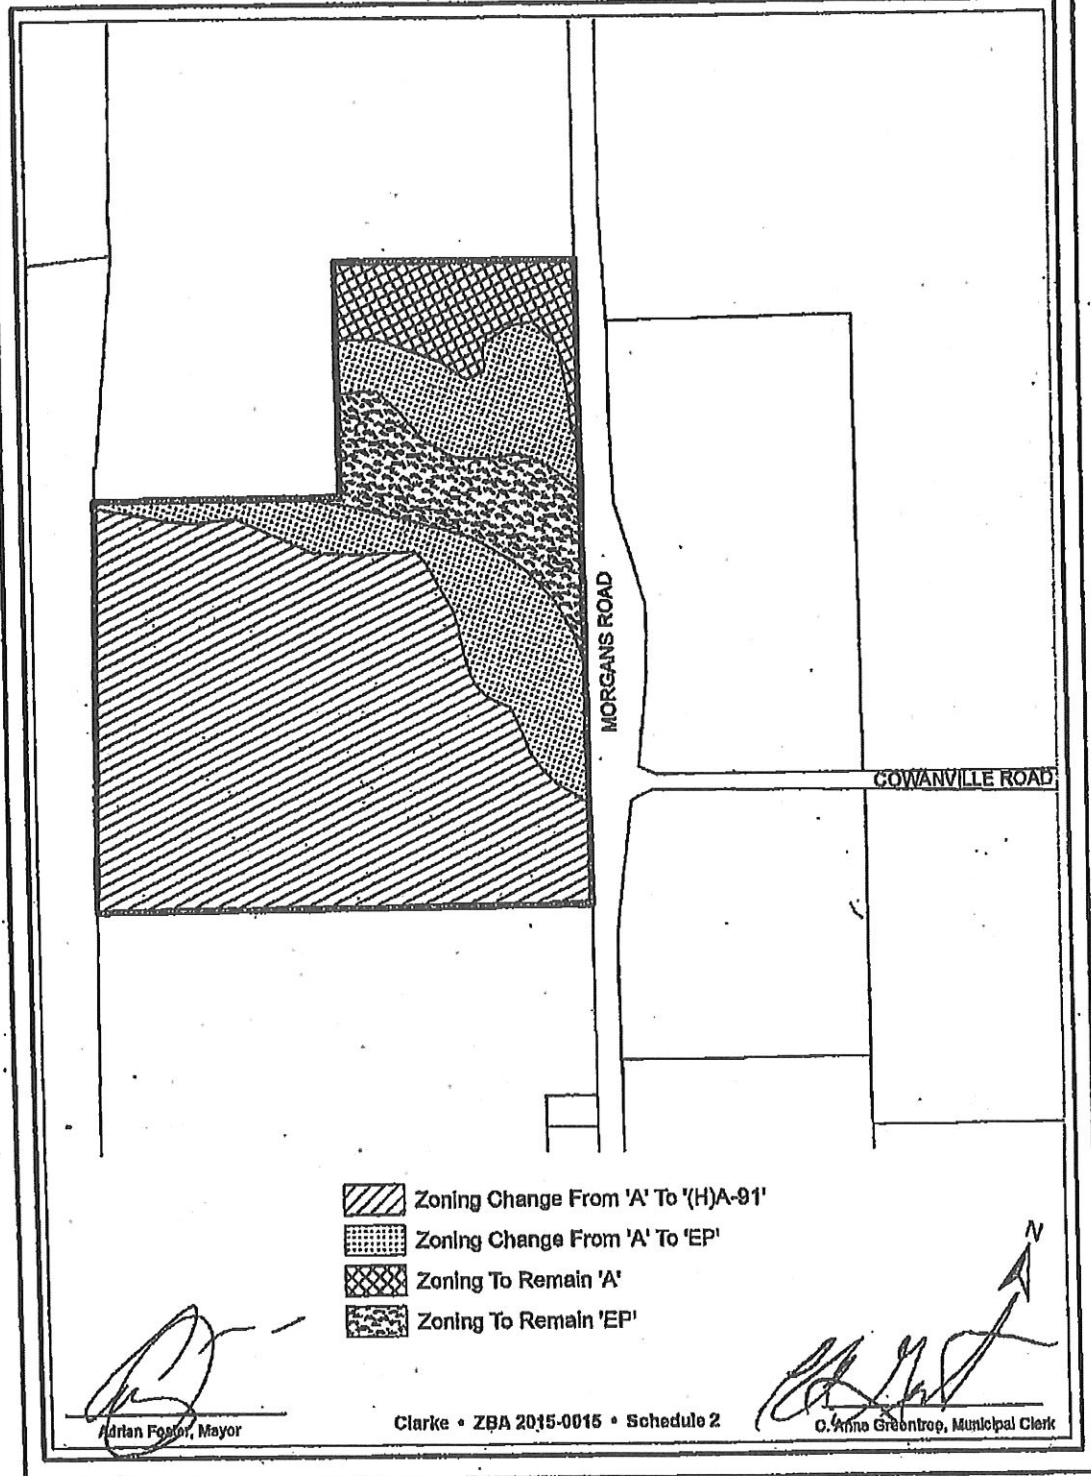 MORGANS ROAD
COWANVILLE ROAD
Zoning Change From 'A' To '(H)A-91'
Zoning Change From 'A' To 'EP'
Zoning To Remain 'A'
Zoning To Remain 'EP'
N
Adrian Foster, Mayor
Clarke • ZBA 2015-0015 • Schedule 2
C. Anne Greentree, Municipal Clerk